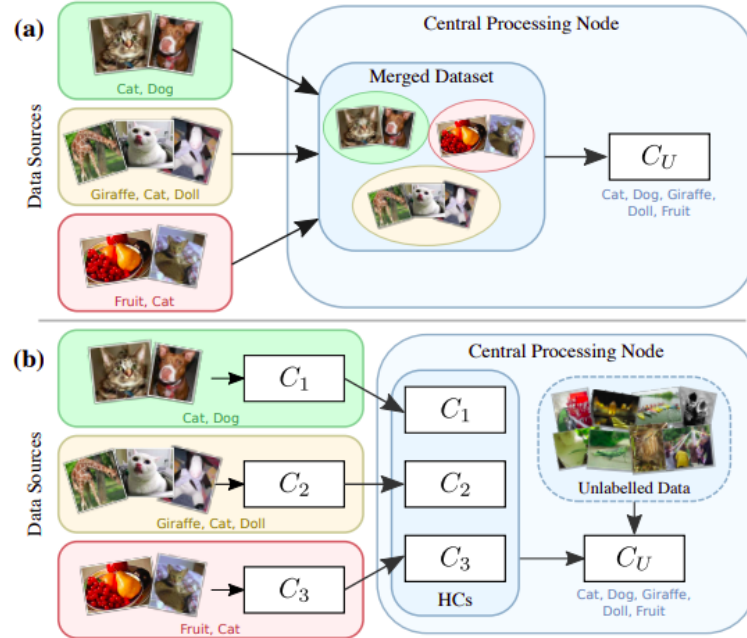 (a)
Central Processing Node
Data Sources
Cat, Dog
Giraffe, Cat, Doll
Fruit, Cat
Merged Dataset
C_U
Cat, Dog, Giraffe,
Doll, Fruit
(b)
Central Processing Node
Data Sources
C_1
Cat, Dog
C_2
Giraffe, Cat, Doll
C_3
Fruit, Cat
C_1
C_2
C_3
HCs
Unlabelled Data
C_U
Cat, Dog, Giraffe,
Doll, Fruit